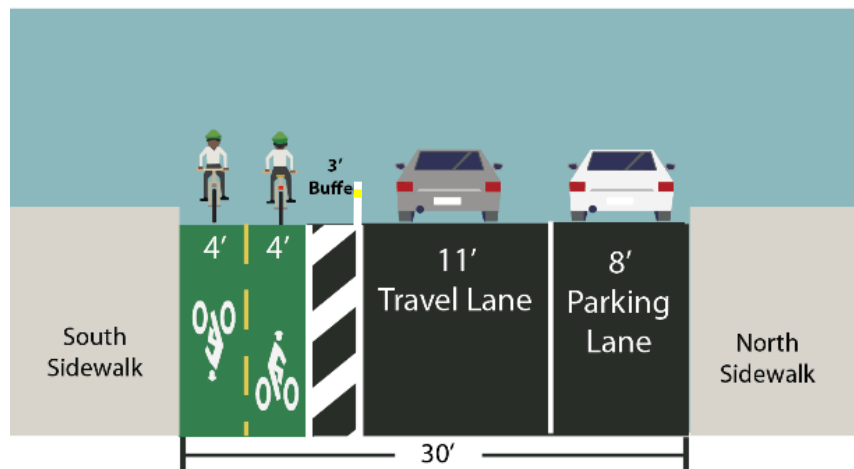 3’
Buffe
4’
4’
11’
Travel Lane
8’
Parking
Lane
South
Sidewalk
North
Sidewalk
30’